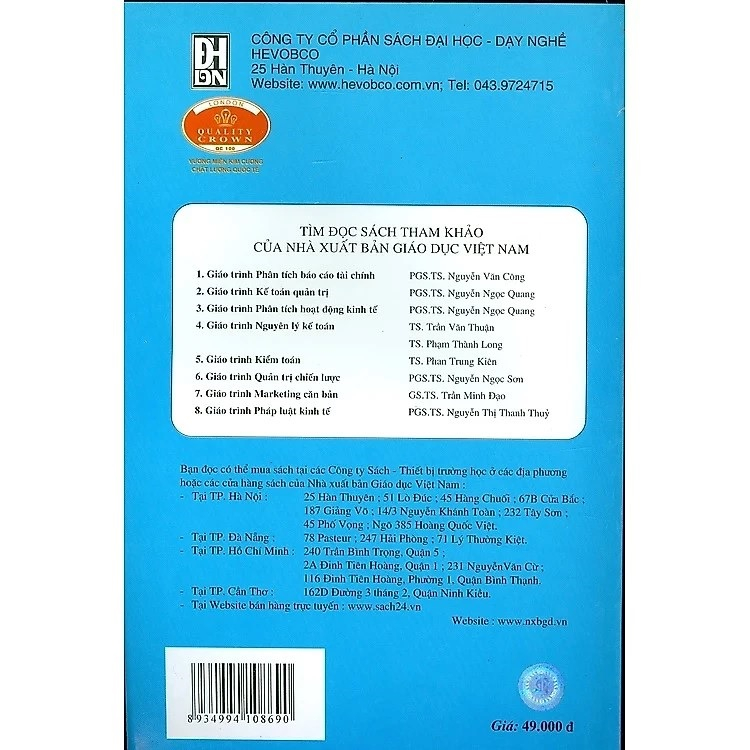 ĐH
DN
CÔNG TY CỔ PHẦN SÁCH ĐẠI HỌC - DẠY NGHỀ
HEVOBCO
25 Hàn Thuyên - Hà Nội
Website: www.hevobco.com.vn; Tel: 043.9724715
LONDON
QUALITY
CROWN
QC 100
VƯƠNG MIỆN KIM CƯƠNG
CHẤT LƯỢNG QUỐC TẾ
TÌM ĐỌC SÁCH THAM KHẢO
CỦA NHÀ XUẤT BẢN GIÁO DỤC VIỆT NAM
1. Giáo trình Phân tích báo cáo tài chính PGS.TS. Nguyễn Văn Công
2. Giáo trình Kế toán quản trị PGS.TS. Nguyễn Ngọc Quang
3. Giáo trình Phân tích hoạt động kinh tế PGS.TS. Nguyễn Ngọc Quang
4. Giáo trình Nguyên lý kế toán TS. Trần Văn Thuận
TS. Phạm Thành Long
5. Giáo trình Kiểm toán TS. Phan Trung Kiên
6. Giáo trình Quản trị chiến lược PGS.TS. Nguyễn Ngọc Sơn
7. Giáo trình Marketing căn bản GS.TS. Trần Minh Đạo
8. Giáo trình Pháp luật kinh tế PGS.TS. Nguyễn Thị Thanh Thuỷ
Bạn đọc có thể mua sách tại các Công ty Sách - Thiết bị trường học ở các địa phương
hoặc các cửa hàng sách của Nhà xuất bản Giáo dục Việt Nam :
- Tại TP. Hà Nội : 25 Hàn Thuyên ; 51 Lò Đúc ; 45 Hàng Chuối ; 67B Cửa Bắc ;
187 Giảng Võ ; 14/3 Nguyễn Khánh Toàn ; 232 Tây Sơn ;
45 Phố Vọng ; Ngõ 385 Hoàng Quốc Việt.
- Tại TP. Đà Nẵng : 78 Pasteur ; 247 Hải Phòng ; 71 Lý Thường Kiệt.
- Tại TP. Hồ Chí Minh : 240 Trần Bình Trọng, Quận 5 ;
2A Đinh Tiên Hoàng, Quận 1 ; 231 NguyễnVăn Cừ ;
116 Đinh Tiên Hoàng, Phường 1, Quận Bình Thạnh.
- Tại TP. Cần Thơ : 162D Đường 3 tháng 2, Quận Ninh Kiều.
- Tại Website bán hàng trực tuyến : www.sach24.vn
Website : www.nxbgd.vn
8934994108690
Giá: 49.000 đ